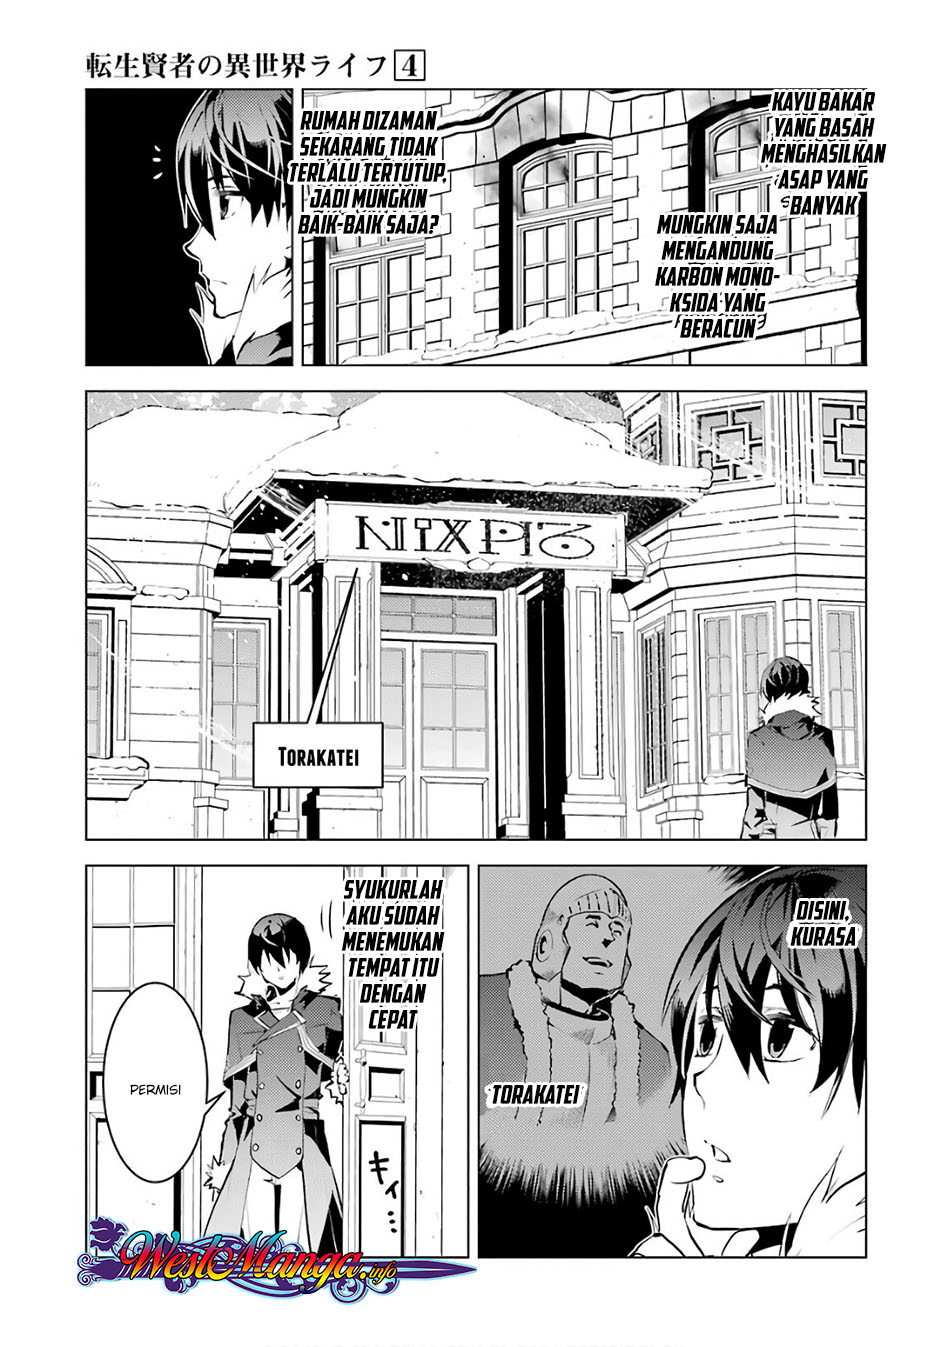 転生賢者の異世界ライフ 4
KAYU BAKAR
YANG BASAH
MENGHASILKAN
ASAP YANG
BANYAK
MUNGKIN SAJA
MENGANDUNG
KARBON MONO-
KSIDA YANG
BERACUN
RUMAH DIZAMAN
SEKARANG TIDAK
TERLALU TERTUTUP,
JADI MUNGKIN
BAIK-BAIK SAJA?
TORAKATEI
DISINI,
KURASA
TORAKATEI
SYUKURLAH
AKU SUDAH
MENEMUKAN
TEMPAT ITU
DENGAN
CEPAT
PERMISI
キィ…
WestManga.info